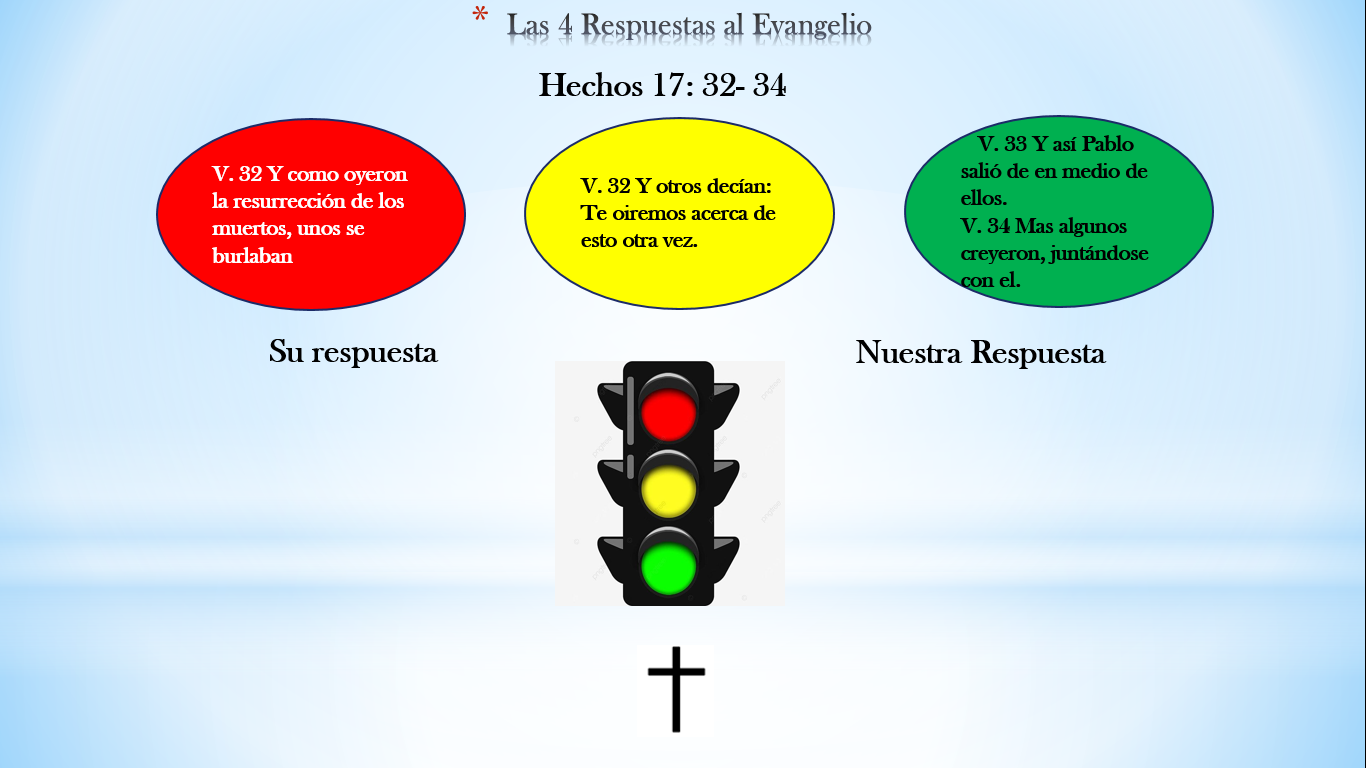 * Las 4 Respuestas al Evangelio
Hechos 17: 32- 34
V. 32 Y como oyeron
la resurrección de los
muertos, unos se
burlaban
V. 32 Y otros decían:
Te oiremos acerca de
esto otra vez.
V. 33 Y así Pablo
salió de en medio de
ellos.
V. 34 Mas algunos
creyeron, juntándose
con el.
Su respuesta
Nuestra Respuesta